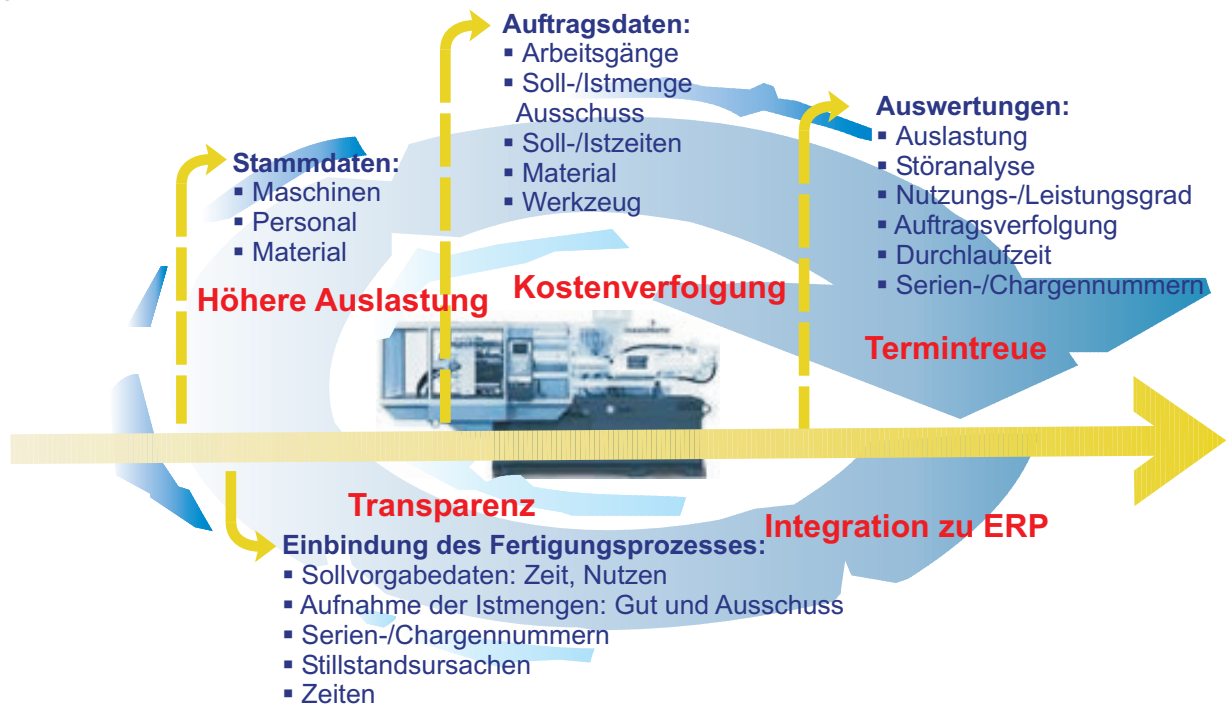 Auftragsdaten:
▪ Arbeitsgänge
▪ Soll-/Istmenge
Ausschuss
▪ Soll-/Istzeiten
▪ Material
▪ Werkzeug
Auswertungen:
▪ Auslastung
▪ Störanalyse
▪ Nutzungs-/Leistungsgrad
▪ Auftragsverfolgung
▪ Durchlaufzeit
▪ Serien-/Chargennummern
Stammdaten:
▪ Maschinen
▪ Personal
▪ Material
Höhere Auslastung
Kostenverfolgung
Termintreue
Transparenz
Integration zu ERP
Einbindung des Fertigungsprozesses:
▪ Sollvorgabedaten: Zeit, Nutzen
▪ Aufnahme der Istmengen: Gut und Ausschuss
▪ Serien-/Chargennummern
▪ Stillstandsursachen
▪ Zeiten